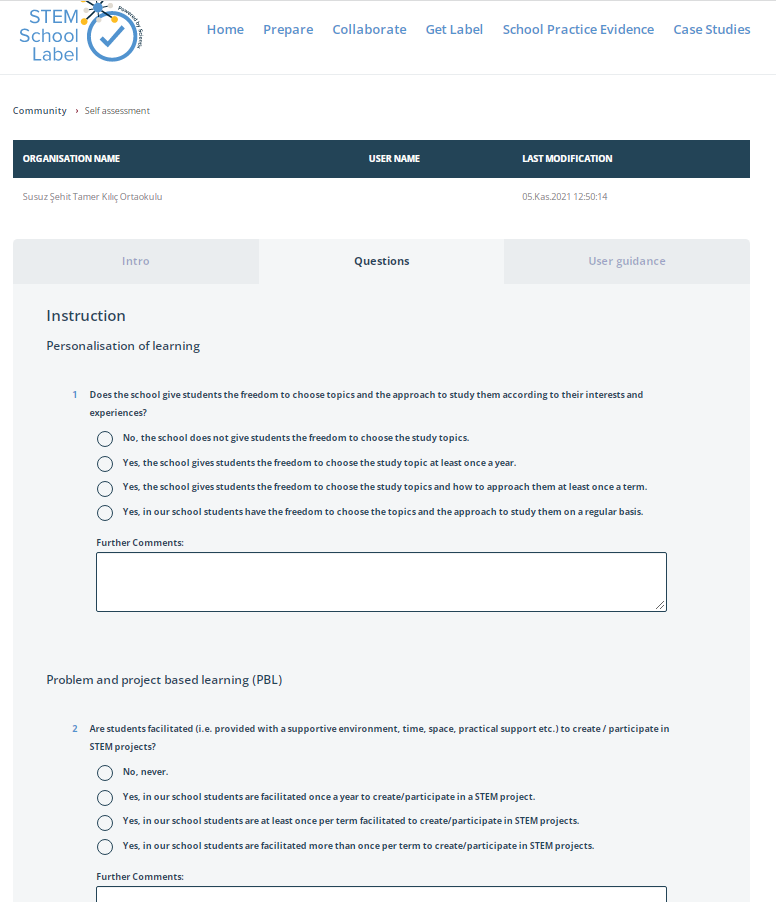 STEM
School
Label
Powered by Scientix
Home Prepare Collaborate Get Label School Practice Evidence Case Studies
Community › Self assessment
ORGANISATION NAME USER NAME LAST MODIFICATION
Susuz Şehit Tamer Kılıç Ortaokulu 05.Kas.2021 12:50:14
Intro Questions User guidance
Instruction
Personalisation of learning
1 Does the school give students the freedom to choose topics and the approach to study them according to their interests and
experiences?
No, the school does not give students the freedom to choose the study topics.
Yes, the school gives students the freedom to choose the study topic at least once a year.
Yes, the school gives students the freedom to choose the study topics and how to approach them at least once a term.
Yes, in our school students have the freedom to choose the topics and the approach to study them on a regular basis.
Further Comments:
Problem and project based learning (PBL)
2 Are students facilitated (i.e. provided with a supportive environment, time, space, practical support etc.) to create / participate in
STEM projects?
No, never.
Yes, in our school students are facilitated once a year to create/participate in a STEM project.
Yes, in our school students are at least once per term facilitated to create/participate in STEM projects.
Yes, in our school students are facilitated more than once per term to create/participate in STEM projects.
Further Comments: